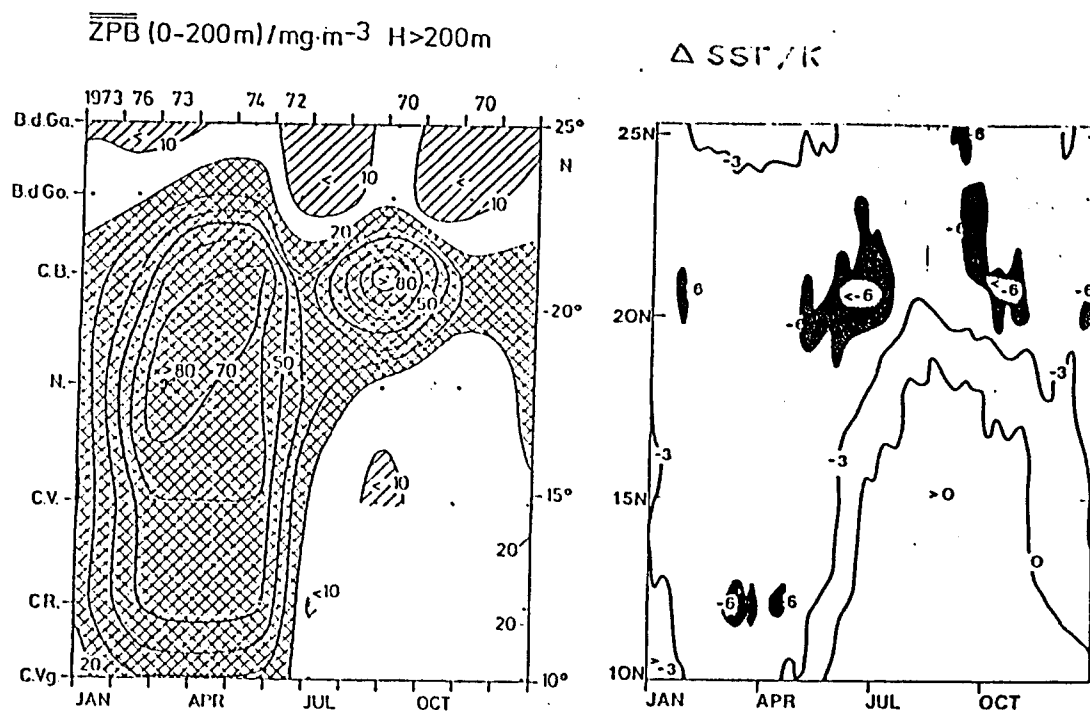 ZPB (0-200m)/mg·m-3 H>200m
Δ SST/K
1973 76 73 74 72 70 70
B.d.Ga.
25°
N
<10
<10
<
10
B.d Go.
20
C.B.
>80
50
20°
N.
>80
70
50
C.V.
<10
15°
20
C.R.
<10
20
20
C.Vg.
10°
JAN APR JUL OCT
25N
-3
-6
6
<-6
<-6
-6
20N
-3
-3
-3
15N
>0
0
-6
6
>-3
10N
JAN APR JUL OCT